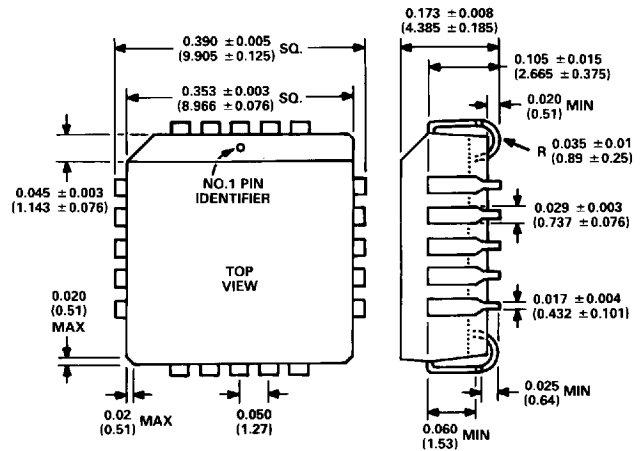 0.390 ±0.005 SQ.
(9.905 ±0.125)
0.353 ±0.003 SQ.
(8.966 ±0.076)
0.045 ±0.003
(1.143 ±0.076)
NO.1 PIN
IDENTIFIER
TOP
VIEW
0.020
(0.51)
MAX
0.02 MAX
(0.51)
0.050
(1.27)
0.173 ±0.008
(4.385 ±0.185)
0.105 ±0.015
(2.665 ±0.375)
0.020 MIN
(0.51)
R 0.035 ±0.01
(0.89 ±0.25)
0.029 ±0.003
(0.737 ±0.076)
0.017 ±0.004
(0.432 ±0.101)
0.025 MIN
(0.64)
0.060 MIN
(1.53)